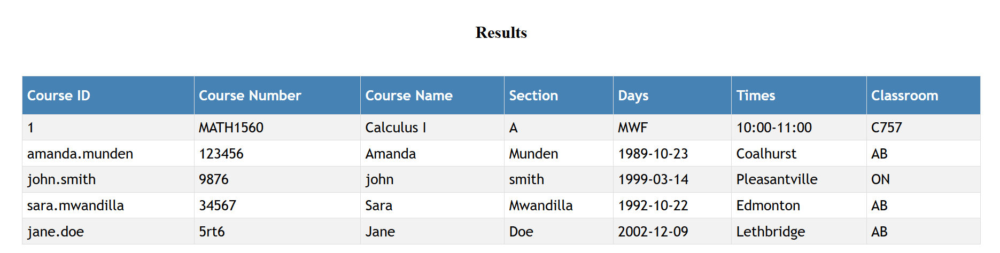 Results
Course ID Course Number Course Name Section Days Times Classroom
1 MATH1560 Calculus I A MWF 10:00-11:00 C757
amanda.munden 123456 Amanda Munden 1989-10-23 Coalhurst AB
john.smith 9876 john smith 1999-03-14 Pleasantville ON
sara.mwandilla 34567 Sara Mwandilla 1992-10-22 Edmonton AB
jane.doe 5rt6 Jane Doe 2002-12-09 Lethbridge AB